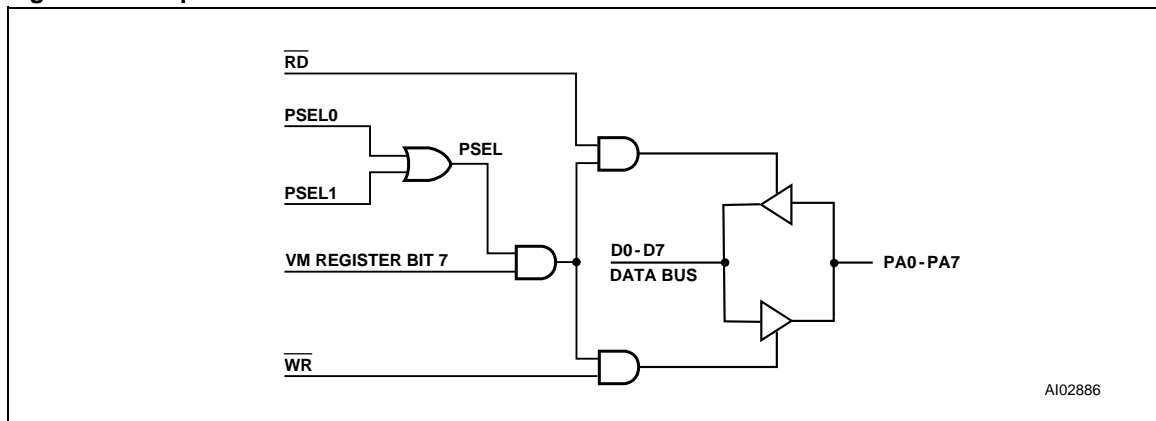 RD
PSEL0
PSEL
PSEL1
D0-D7
VM REGISTER BIT 7
PA0-PA7
DATA BUS
WR
AI02886